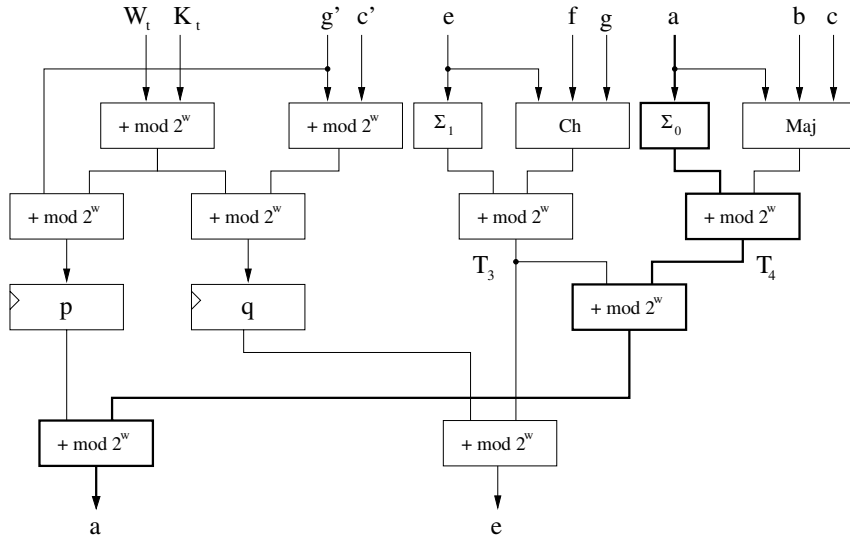 Wt Kt g’ c’ e f g a b c
+ mod 2^w + mod 2^w Σ1 Ch Σ0 Maj
+ mod 2^w + mod 2^w + mod 2^w + mod 2^w
T3 T4
p q + mod 2^w
+ mod 2^w + mod 2^w
a e